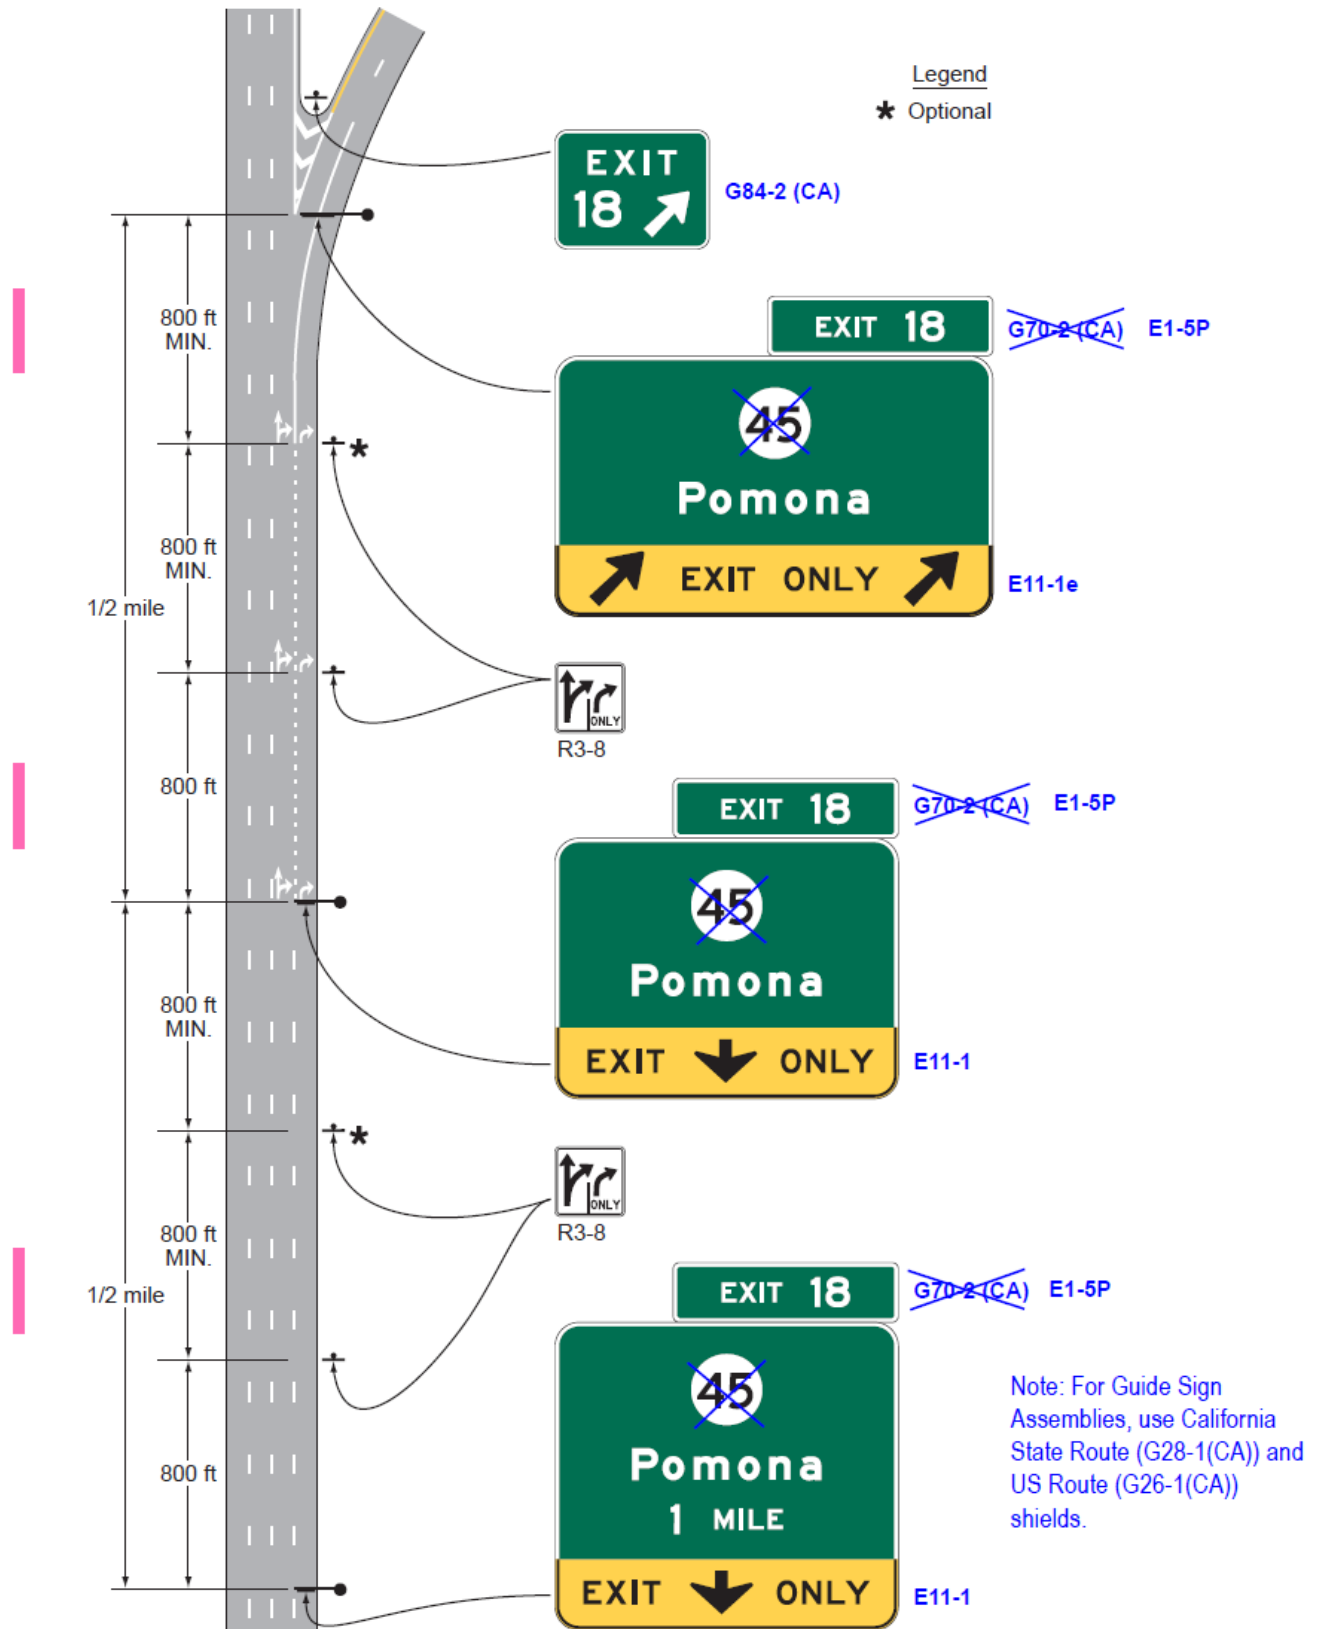 Legend
* Optional
EXIT
18
G84-2 (CA)
800 ft
MIN.
EXIT 18
G70-2 (CA) E1-5P
45
Pomona
EXIT ONLY
E11-1e
800 ft
MIN.
1/2 mile
ONLY
R3-8
800 ft
EXIT 18
G70-2 (CA) E1-5P
45
Pomona
EXIT ONLY
E11-1
800 ft
MIN.
ONLY
R3-8
800 ft
MIN.
1/2 mile
EXIT 18
G70-2 (CA) E1-5P
45
Pomona
1 MILE
EXIT ONLY
E11-1
800 ft
Note: For Guide Sign
Assemblies, use California
State Route (G28-1(CA)) and
US Route (G26-1(CA))
shields.